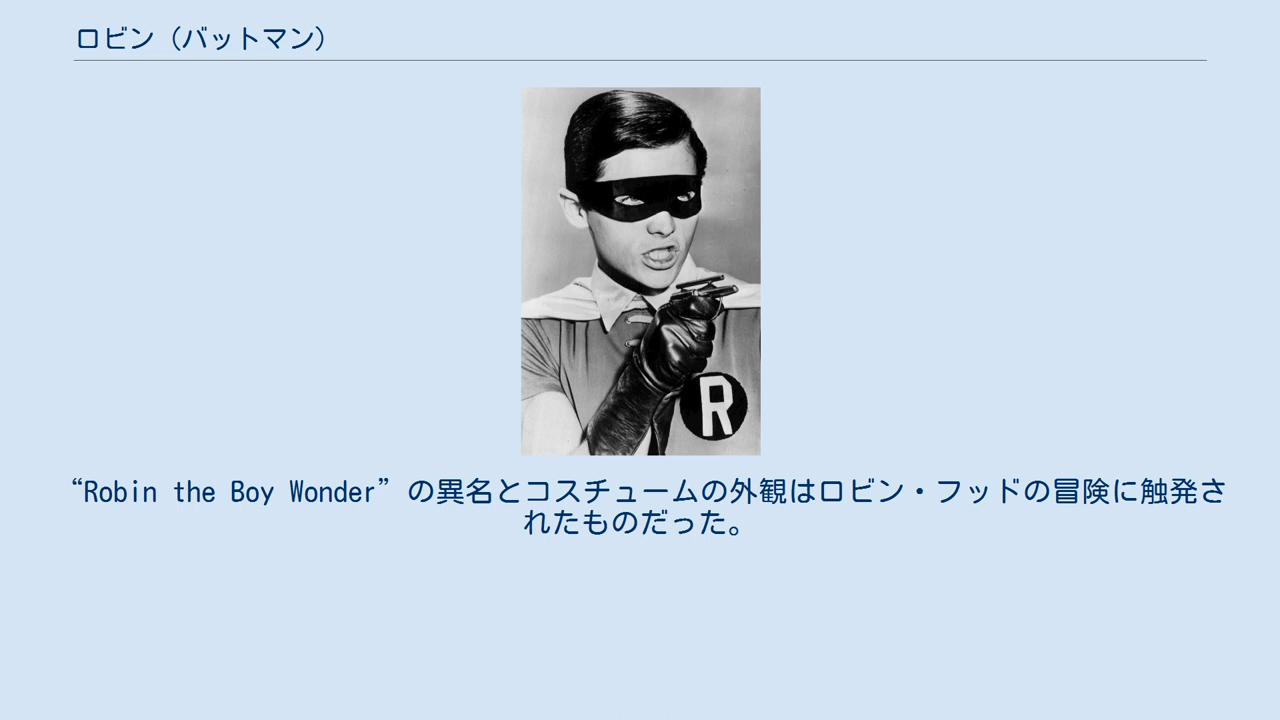 ロビン（バットマン）
R
“Robin the Boy Wonder”の異名とコスチュームの外観はロビン・フッドの冒険に触発さ
れたものだった。